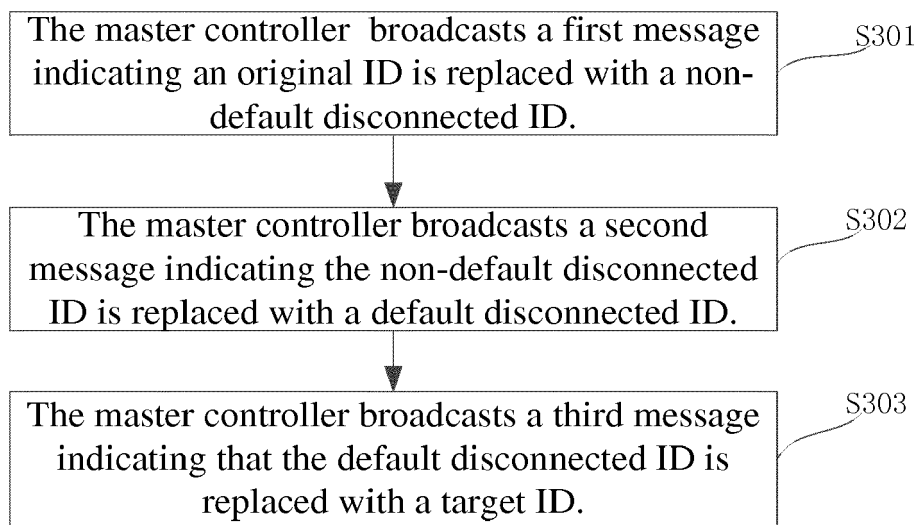 The master controller broadcasts a first message
S301
indicating an original ID is replaced with a non-
default disconnected ID.
The master controller broadcasts a second
S302
message indicating the non-default disconnected
ID is replaced with a default disconnected ID.
The master controller broadcasts a third message
S303
indicating that the default disconnected ID is
replaced with a target ID.